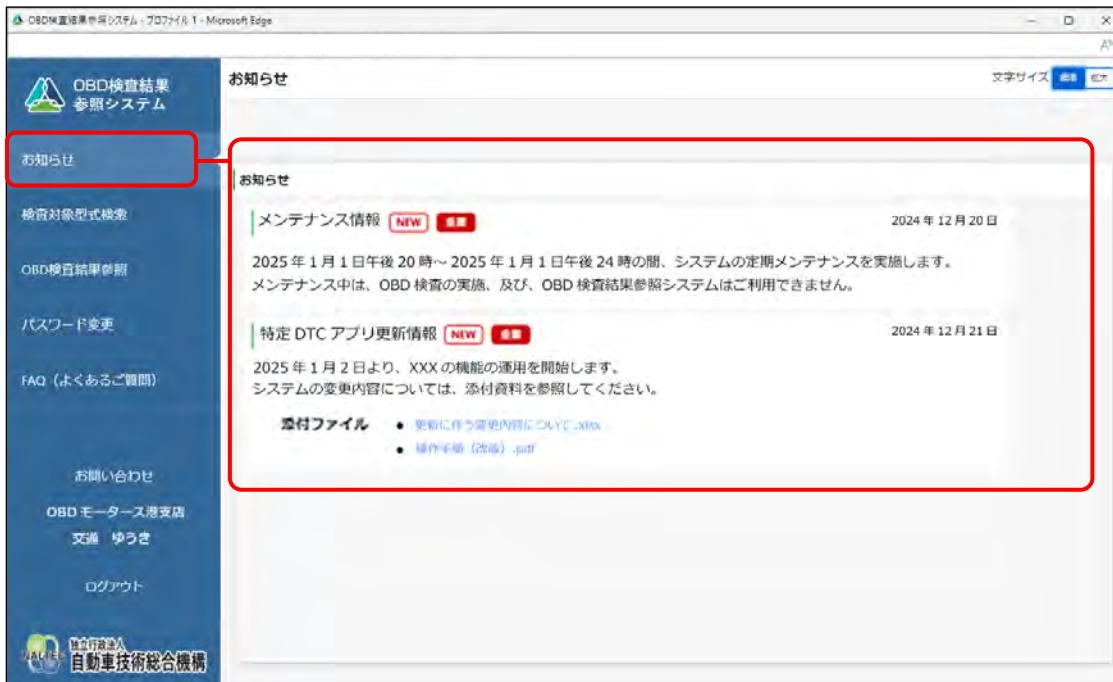 OBD検査結果参照システム - プロファイル 1 - Microsoft Edge
OBD検査結果
参照システム
お知らせ
文字サイズ 標準 拡大
お知らせ
検査対象型式検索
OBD検査結果参照
パスワード変更
FAQ(よくあるご質問)
お問い合わせ
OBDモータース港支店
交通 ゆうき
ログアウト
独立行政法人
自動車技術総合機構
お知らせ
メンテナンス情報 NEW 重要 2024 年 12 月 20 日
2025 年 1 月 1 日午後 20 時~ 2025 年 1 月 1 日午後 24 時の間、システムの定期メンテナンスを実施します。
メンテナンス中は、OBD 検査の実施、及び、OBD 検査結果参照システムはご利用できません。
特定 DTC アプリ更新情報 NEW 重要 2024 年 12 月 21 日
2025 年 1 月 2 日より、XXX の機能の運用を開始します。
システムの変更内容については、添付資料を参照してください。
添付ファイル ● 更新に伴う変更内容について.xlsx
● 操作手順(改版).pdf